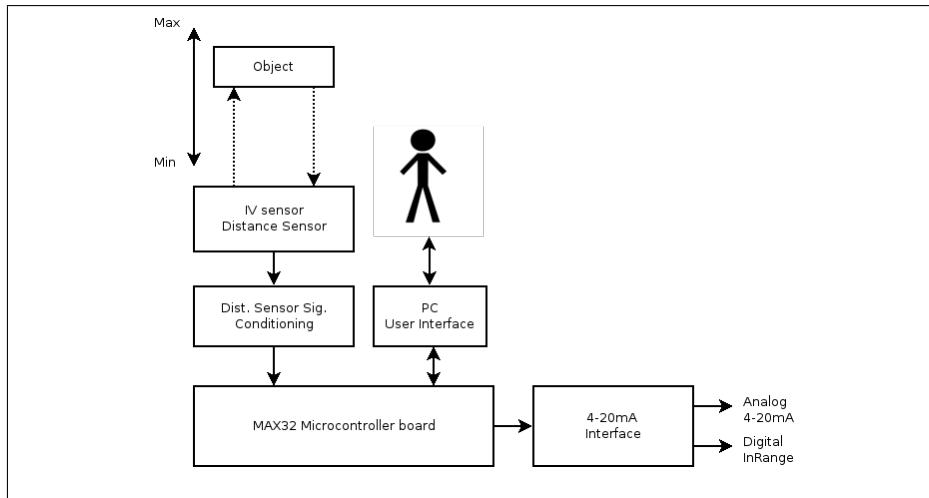 Max
Object
Min
IV sensor
Distance Sensor
Dist. Sensor Sig.
Conditioning
PC
User Interface
MAX32 Microcontroller board
4-20mA
Interface
Analog
4-20mA
Digital
InRange